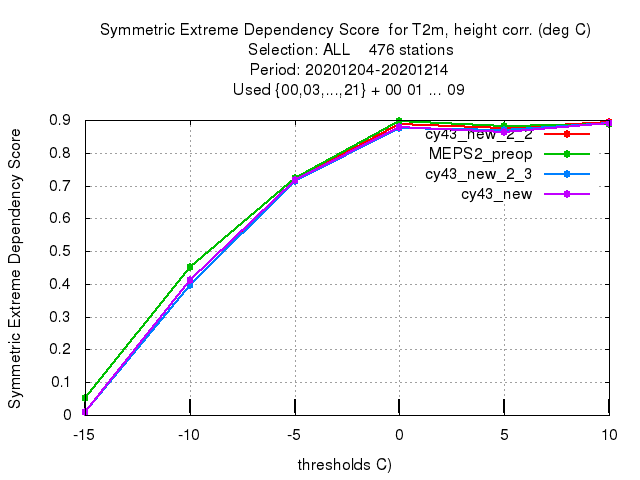 Symmetric Extreme Dependency Score  for T2m, height corr. (deg C)
Selection: ALL    476 stations
Period: 20201204-20201214
Used {00,03,...,21} + 00 01 ... 09
Symmetric Extreme Dependency Score
0.9
0.8
0.7
0.6
0.5
0.4
0.3
0.2
0.1
0
cy43_new_2_2
MEPS2_preop
cy43_new_2_3
cy43_new
-15 -10 -5 0 5 10
thresholds C)